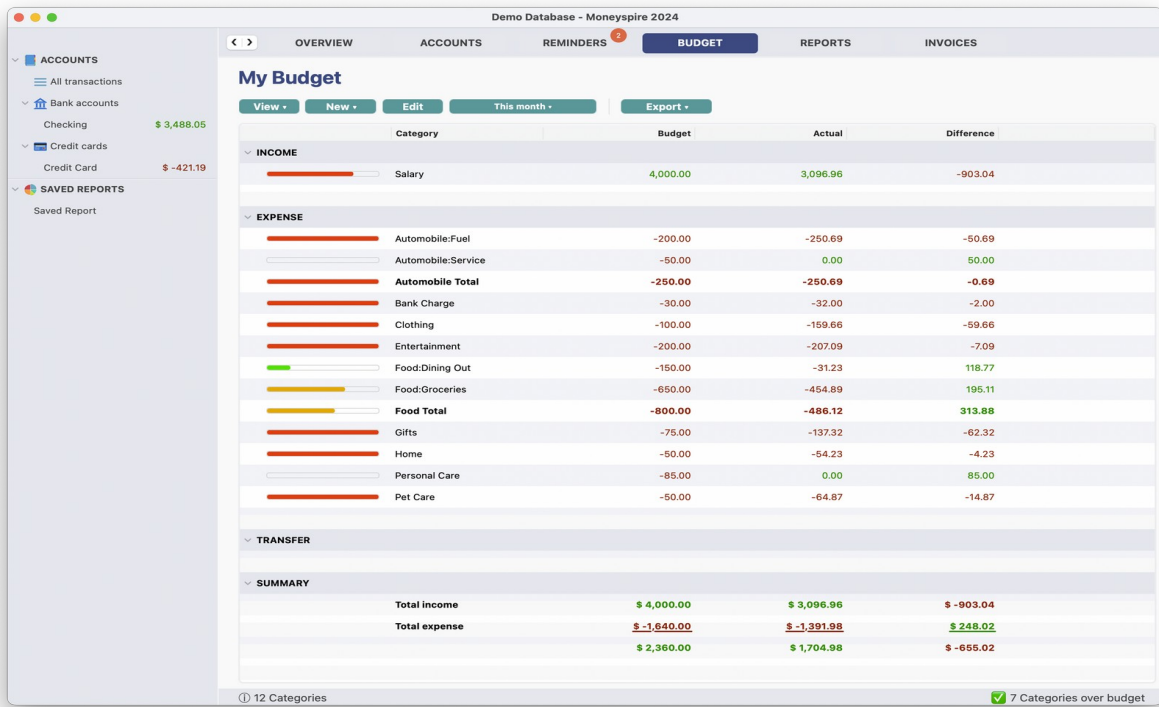 Demo Database - Moneyspire 2024
OVERVIEW ACCOUNTS REMINDERS 2 BUDGET REPORTS INVOICES
ACCOUNTS
All transactions
Bank accounts
Checking $ 3,488.05
Credit cards
Credit Card $ -421.19
SAVED REPORTS
Saved Report
My Budget
View New Edit This month Export
Category Budget Actual Difference
INCOME
Salary 4,000.00 3,096.96 -903.04
EXPENSE
Automobile:Fuel -200.00 -250.69 -50.69
Automobile:Service -50.00 0.00 50.00
Automobile Total -250.00 -250.69 -0.69
Bank Charge -30.00 -32.00 -2.00
Clothing -100.00 -159.66 -59.66
Entertainment -200.00 -207.09 -7.09
Food:Dining Out -150.00 -31.23 118.77
Food:Groceries -650.00 -454.89 195.11
Food Total -800.00 -486.12 313.88
Gifts -75.00 -137.32 -62.32
Home -50.00 -54.23 -4.23
Personal Care -85.00 0.00 85.00
Pet Care -50.00 -64.87 -14.87
TRANSFER
SUMMARY
Total income $ 4,000.00 $ 3,096.96 $ -903.04
Total expense $ -1,640.00 $ -1,391.98 $ 248.02
$ 2,360.00 $ 1,704.98 $ -655.02
12 Categories 7 Categories over budget